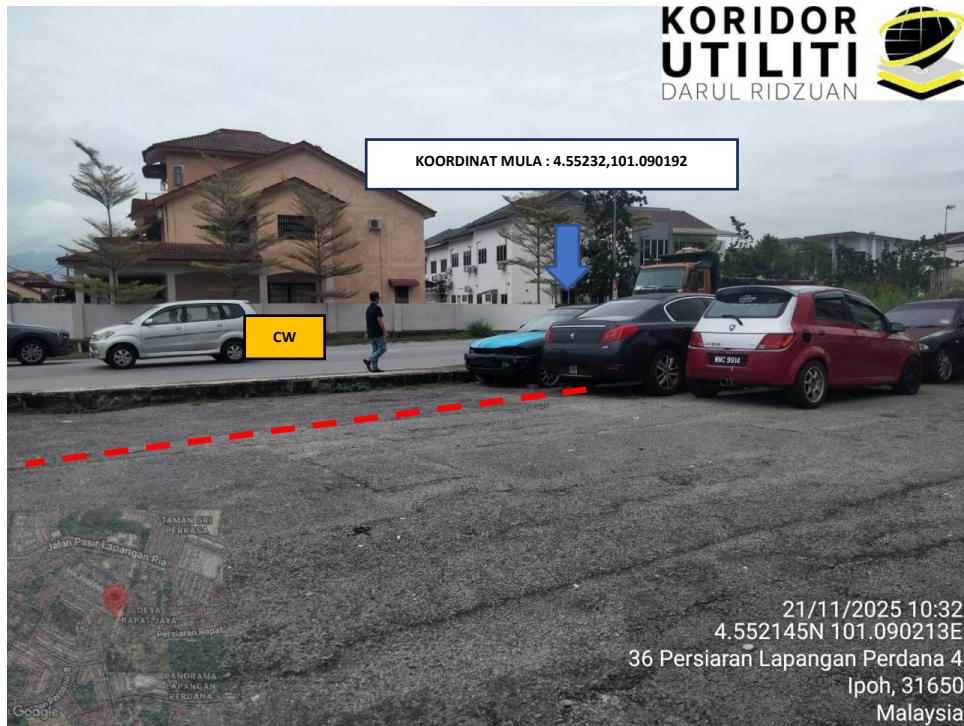 KORIDOR
UTILITI
DARUL RIDZUAN
KOORDINAT MULA : 4.55232,101.090192
CW
WMC 9914
TAMAN SRI
PERKASA
Jalan Pasir
Lapangan Ria
DESA
RAPAT JAYA
Persiaran Rapat
PANORAMA
LAPANGAN
PERDANA
Google
21/11/2025 10:32
4.552145N 101.090213E
36 Persiaran Lapangan Perdana 4
Ipoh, 31650
Malaysia